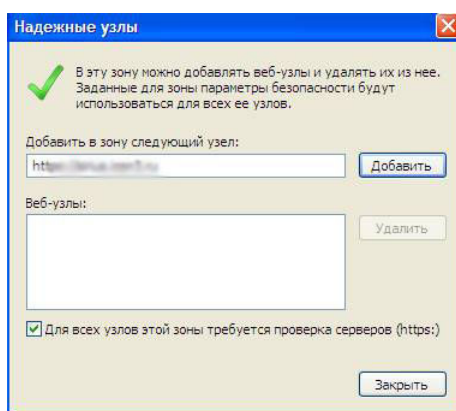 Надежные узлы
В эту зону можно добавлять веб-узлы и удалять их из нее.
Заданные для зоны параметры безопасности будут
использоваться для всех ее узлов.
Добавить в зону следующий узел:
Добавить
Веб-узлы:
Удалить
Для всех узлов этой зоны требуется проверка серверов (https:)
Закрыть